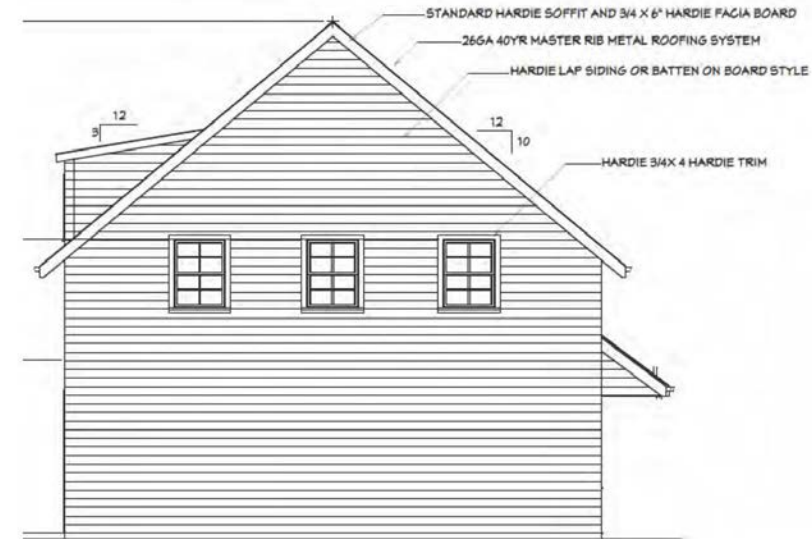 STANDARD HARDIE SOFFIT AND 3/4 X 6" HARDIE FACIA BOARD
26GA 40YR MASTER RIB METAL ROOFING SYSTEM
HARDIE LAP SIDING OR BATTEN ON BOARD STYLE
12
3
12
10
HARDIE 3/4X 4 HARDIE TRIM